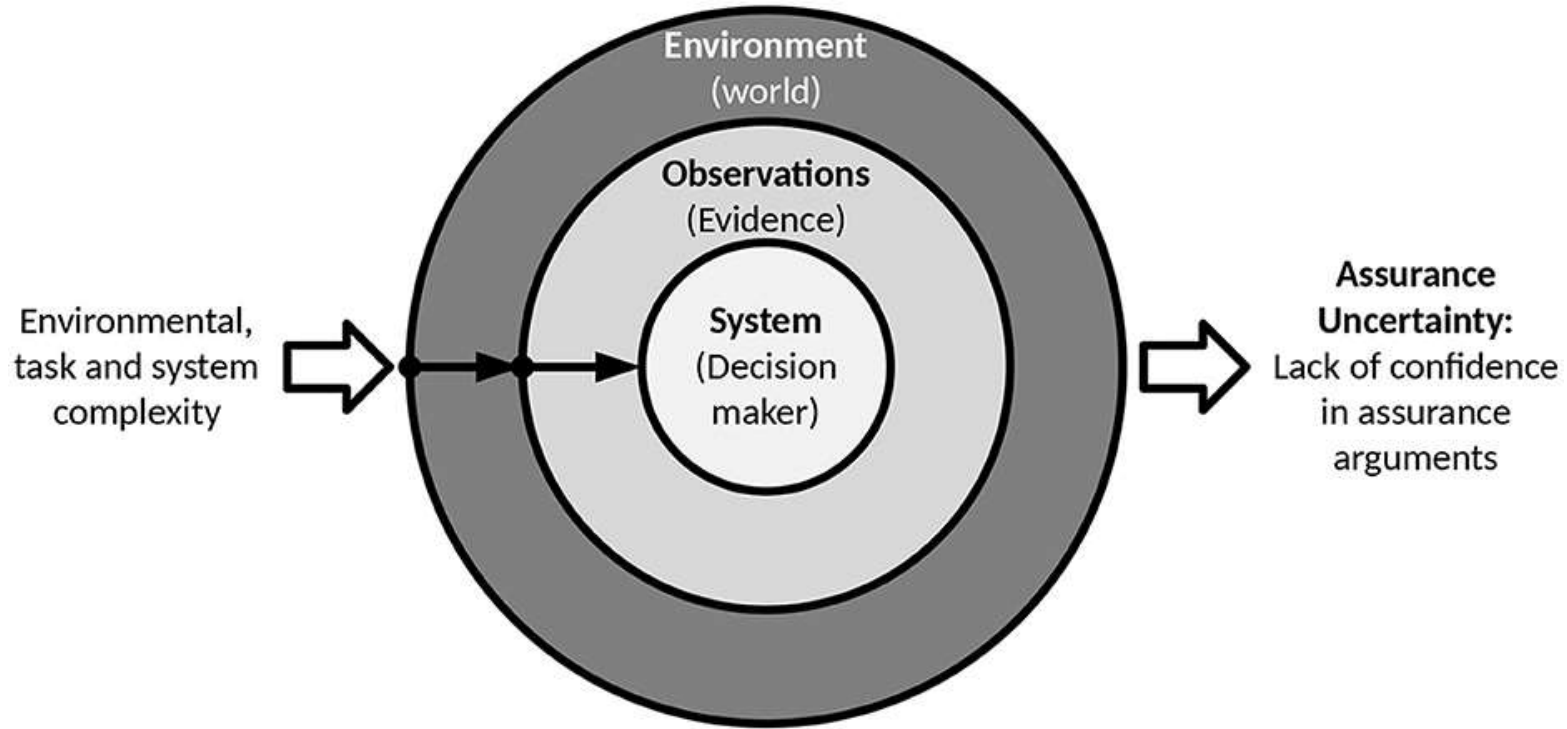 Environment
(world)
Observations
(Evidence)
System
(Decision
maker)
Environmental,
task and system
complexity
Assurance
Uncertainty:
Lack of confidence
in assurance
arguments